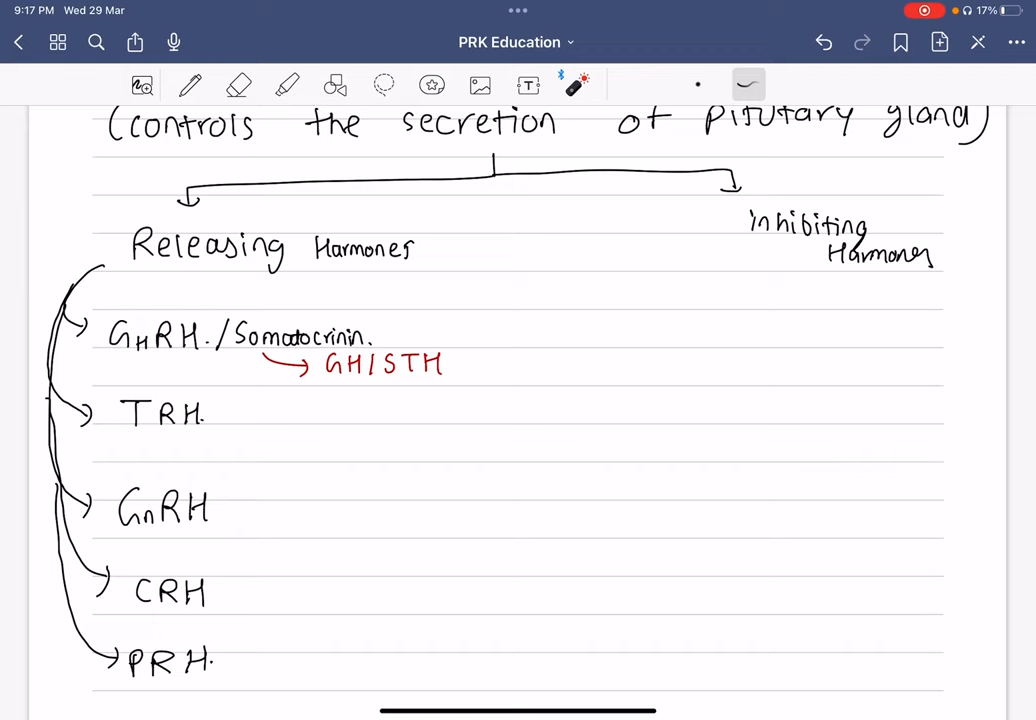 9:17 PM Wed 29 Mar
17%
PRK Education
(controls the secretion of Pitutary gland)
Releasing Harmones
Inhibiting
Harmones
GHRH. / Somatocrinin.
GH/STH
TRH.
GnRH
CRH
PRH.